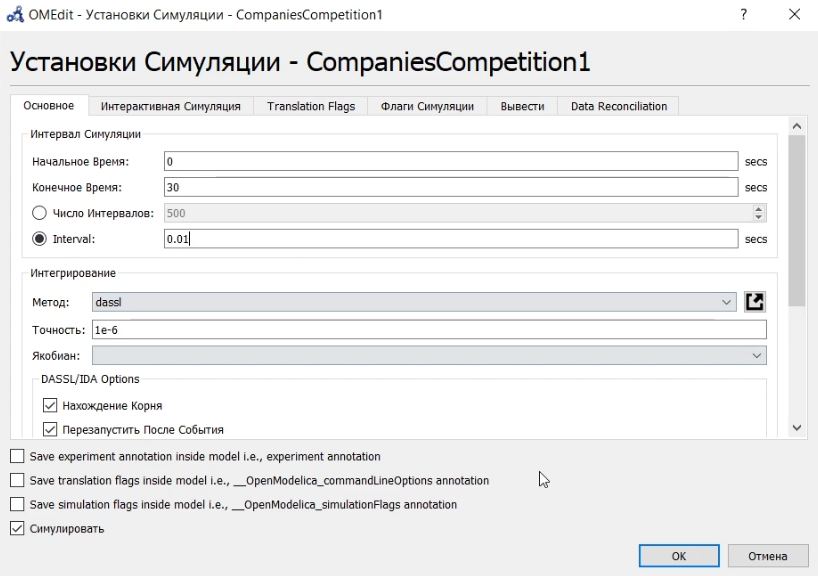 OMEdit - Установки Симуляции - CompaniesCompetition1
Установки Симуляции - CompaniesCompetition1
Основное Интерактивная Симуляция Translation Flags Флаги Симуляции Вывести Data Reconciliation
Интервал Симуляции
Начальное Время: 0 secs
Конечное Время: 30 secs
Число Интервалов: 500
Interval: 0.01 secs
Интегрирование
Метод: dassl
Точность: 1e-6
Якобиан:
DASSL/IDA Options
Нахождение Корня
Перезапустить После События
Save experiment annotation inside model i.e., experiment annotation
Save translation flags inside model i.e., __OpenModelica_commandLineOptions annotation
Save simulation flags inside model i.e., __OpenModelica_simulationFlags annotation
Симулировать
OK Отмена